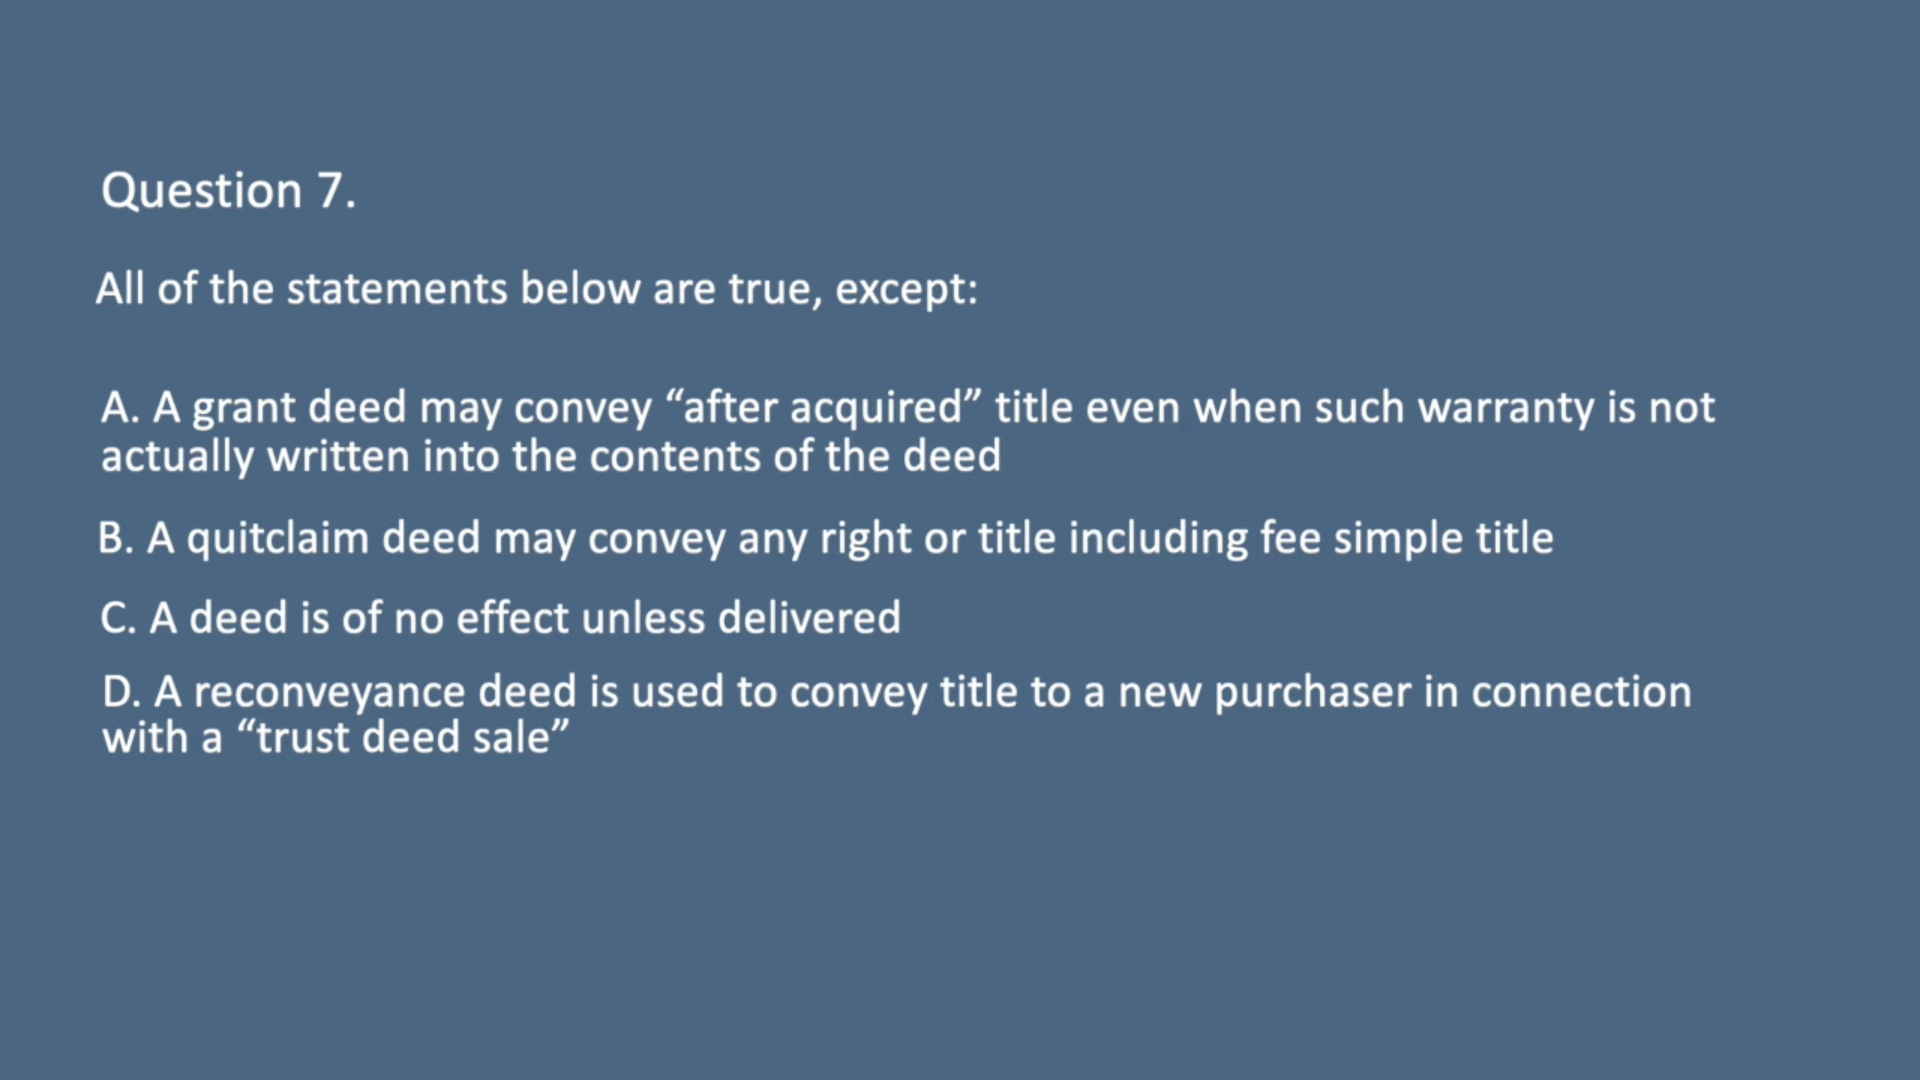 Question 7.
All of the statements below are true, except:
A. A grant deed may convey “after acquired” title even when such warranty is not
actually written into the contents of the deed
B. A quitclaim deed may convey any right or title including fee simple title
C. A deed is of no effect unless delivered
D. A reconveyance deed is used to convey title to a new purchaser in connection
with a “trust deed sale”